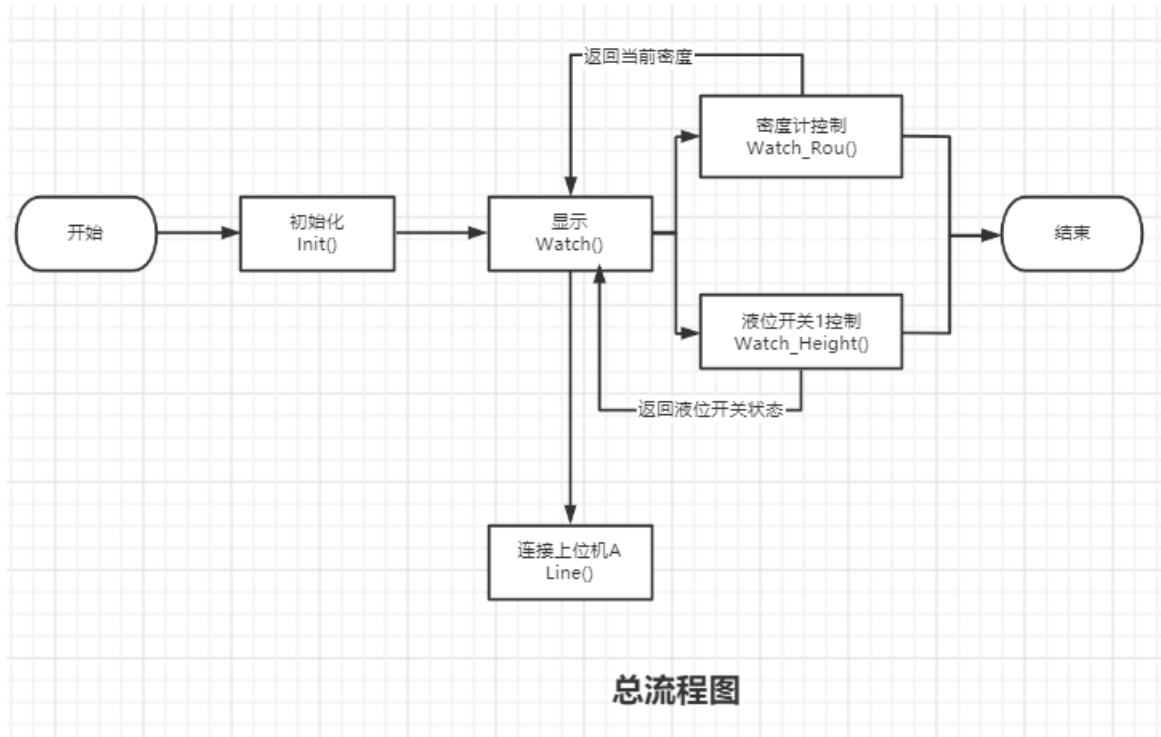 返回当前密度
密度计控制
Watch_Rou()
开始
初始化
Init()
显示
Watch()
结束
液位开关1控制
Watch_Height()
返回液位开关状态
连接上位机A
Line()
总流程图